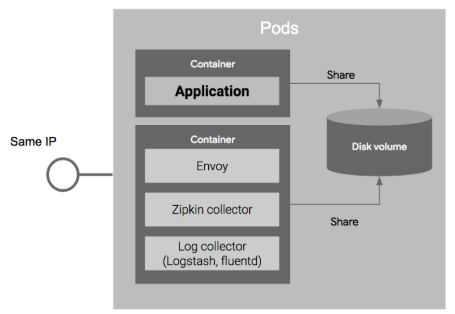 Pods
Container
Application
Share
Same IP
Disk volume
Container
Envoy
Zipkin collector
Share
Log collector
(Logstash, fluentd)